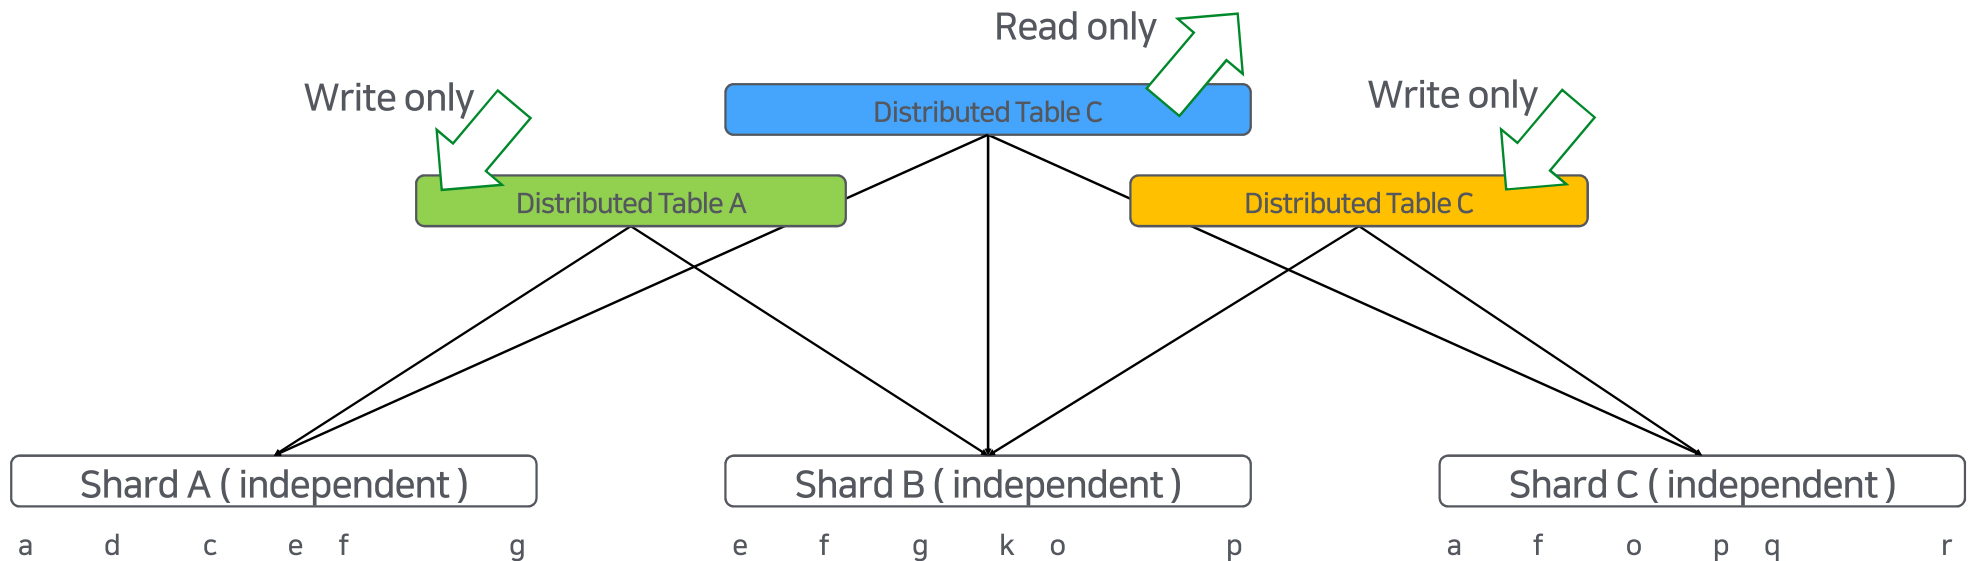 Read only
Write only
Distributed Table C
Write only
Distributed Table A
Distributed Table C
Shard A ( independent )
Shard B ( independent )
Shard C ( independent )
a d c e f g
e f g k o p
a f o p q r